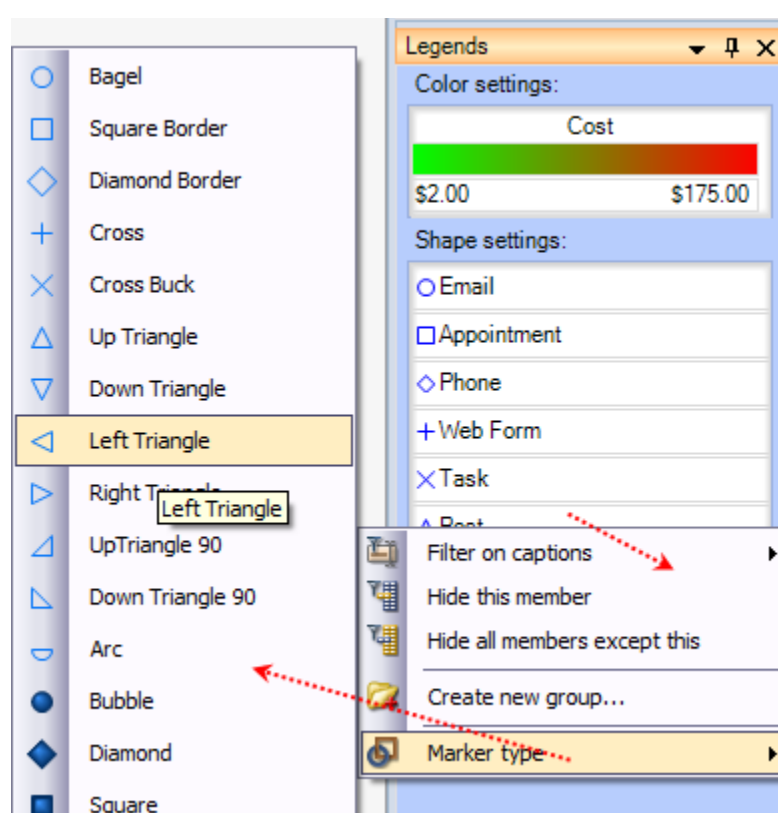 Bagel
Square Border
Diamond Border
Cross
Cross Buck
Up Triangle
Down Triangle
Left Triangle
Right Triangle
Left Triangle
UpTriangle 90
Down Triangle 90
Arc
Bubble
Diamond
Square
Legends
Color settings:
Cost
$2.00 $175.00
Shape settings:
Email
Appointment
Phone
Web Form
Task
Filter on captions
Hide this member
Hide all members except this
Create new group...
Marker type